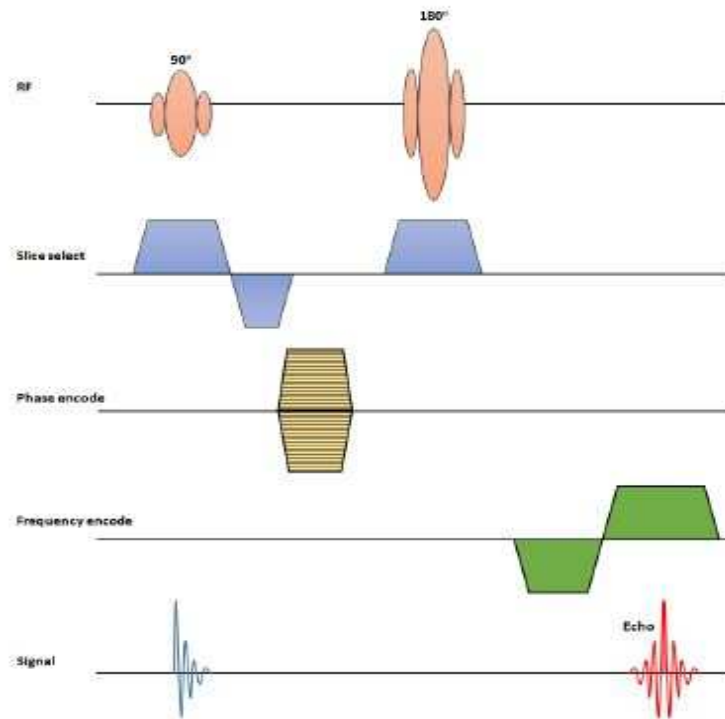 180°
90°
RF
Slice select
Phase encode
Frequency encode
Echo
Signal